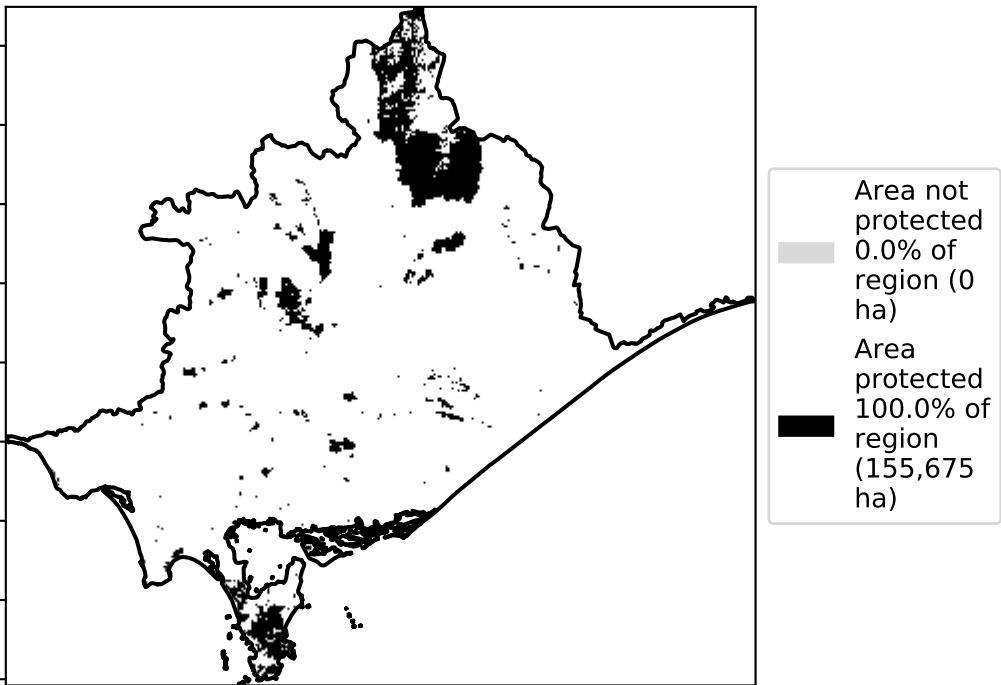 Area not
protected
0.0% of
region (0
ha)
Area
protected
100.0% of
region
(155,675
ha)